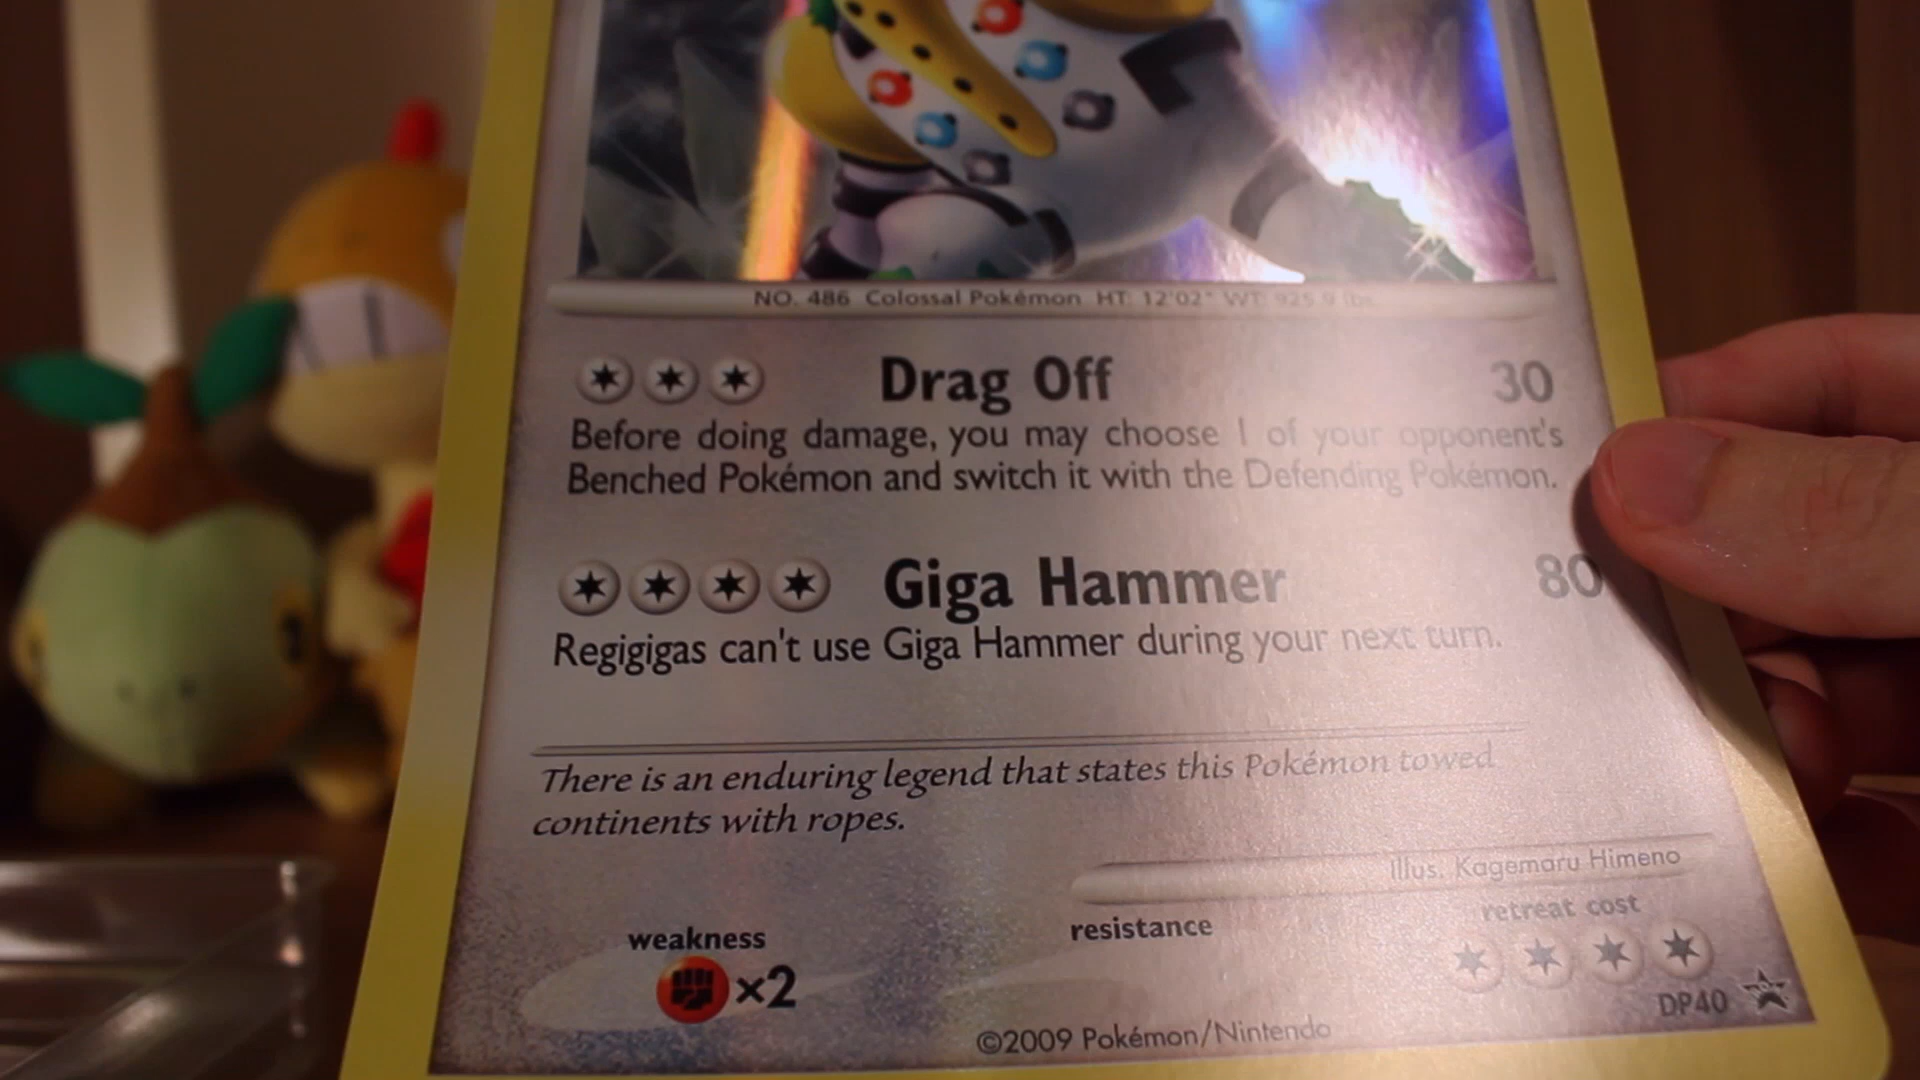 NO. 486 Colossal Pokémon HT: 12'02" WT: 925.9 lbs.
Drag Off 30
Before doing damage, you may choose 1 of your opponent's
Benched Pokémon and switch it with the Defending Pokémon.
Giga Hammer 80
Regigigas can't use Giga Hammer during your next turn.
There is an enduring legend that states this Pokémon towed
continents with ropes.
Illus. Kagemaru Himeno
weakness
×2
resistance
retreat cost
DP40
©2009 Pokémon/Nintendo